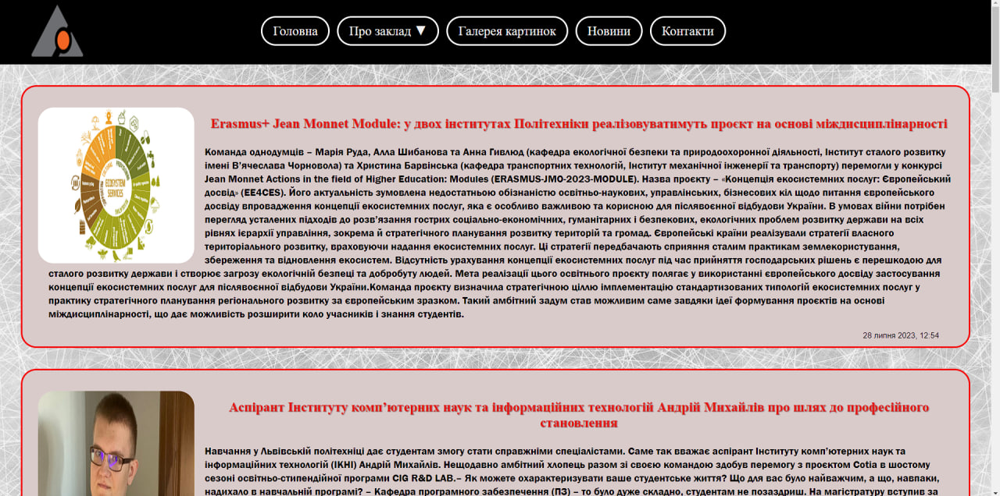 Головна
Про заклад ▼
Галерея картинок
Новини
Контакти
Erasmus+ Jean Monnet Module: у двох інститутах Політехніки реалізовуватимуть проєкт на основі міждисциплінарності
ECOSYSTEM
SERVICES
Команда однодумців – Марія Руда, Алла Шибанова та Анна Гивлюд (кафедра екологічної безпеки та природоохоронної діяльності, Інститут сталого розвитку
імені В’ячеслава Чорновола) та Христина Барвінська (кафедра транспортних технологій, Інститут механічної інженерії та транспорту) перемогли у конкурсі
Jean Monnet Actions in the field of Higher Education: Modules (ERASMUS-JMO-2023-MODULE). Назва проєкту – «Концепція екосистемних послуг: Європейський
досвід» (EE4CES). Його актуальність зумовлена недостатньою обізнаністю освітньо-наукових, управлінських, бізнесових кіл щодо питання європейського
досвіду впровадження концепції екосистемних послуг, яка є особливо важливою та корисною для післявоєнної відбудови України. В умовах війни потрібен
перегляд усталених підходів до розв’язання гострих соціально-економічних, гуманітарних і безпекових, екологічних проблем розвитку держави на всіх
рівнях ієрархії управління, зокрема й стратегічного планування розвитку територій та громад. Європейські країни реалізували стратегії власного
територіального розвитку, враховуючи надання екосистемних послуг. Ці стратегії передбачають сприяння сталим практикам землекористування,
збереження та відновлення екосистем. Відсутність урахування концепції екосистемних послуг під час прийняття господарських рішень є перешкодою для
сталого розвитку держави і створює загрозу екологічній безпеці та добробуту людей. Мета реалізації цього освітнього проєкту полягає у використанні європейського досвіду застосування
концепції екосистемних послуг для післявоєнної відбудови України.Команда проєкту визначила стратегічною ціллю імплементацію стандартизованих типологій екосистемних послуг у
практику стратегічного планування регіонального розвитку за європейським зразком. Такий амбітний задум став можливим саме завдяки ідеї формування проєктів на основі
міждисциплінарності, що дає можливість розширити коло учасників і знання студентів.
28 липня 2023, 12:54
Аспірант Інституту комп’ютерних наук та інформаційних технологій Андрій Михайлів про шлях до професійного
становлення
Навчання у Львівській політехніці дає студентам змогу стати справжніми спеціалістами. Саме так вважає аспірант Інституту комп’ютерних наук та
інформаційних технологій (ІКНІ) Андрій Михайлів. Нещодавно амбітний хлопець разом зі своєю командою здобув перемогу з проєктом Cotia в шостому
сезоні освітньо-стипендійної програми CIG R&D LAB.– Як можете охарактеризувати ваше студентське життя? Що для вас було найважчим, а що, навпаки,
надихало в навчальній програмі? – Кафедра програмного забезпечення (ПЗ) – то було дуже складно, студентам не позаздриш. На магістратуру вступив за